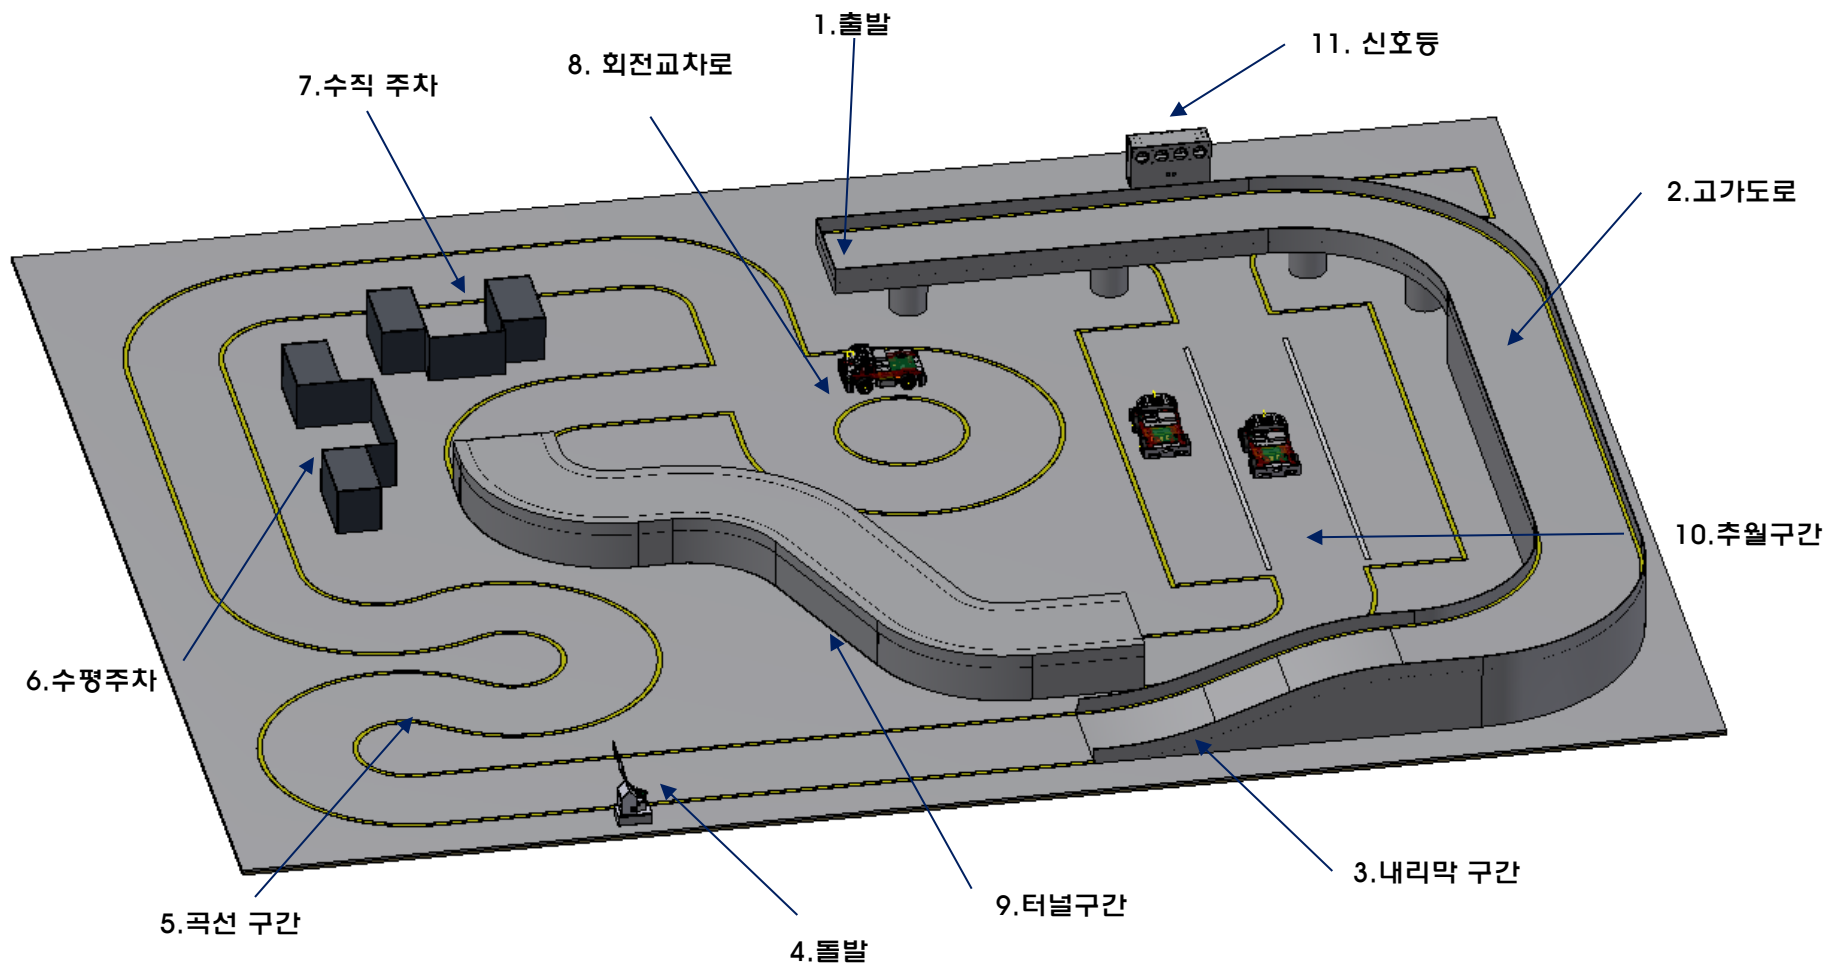 1.출발
11. 신호등
8. 회전교차로
7.수직 주차
2.고가도로
10.추월구간
6.수평주차
3.내리막 구간
9.터널구간
5.곡선 구간
4.돌발